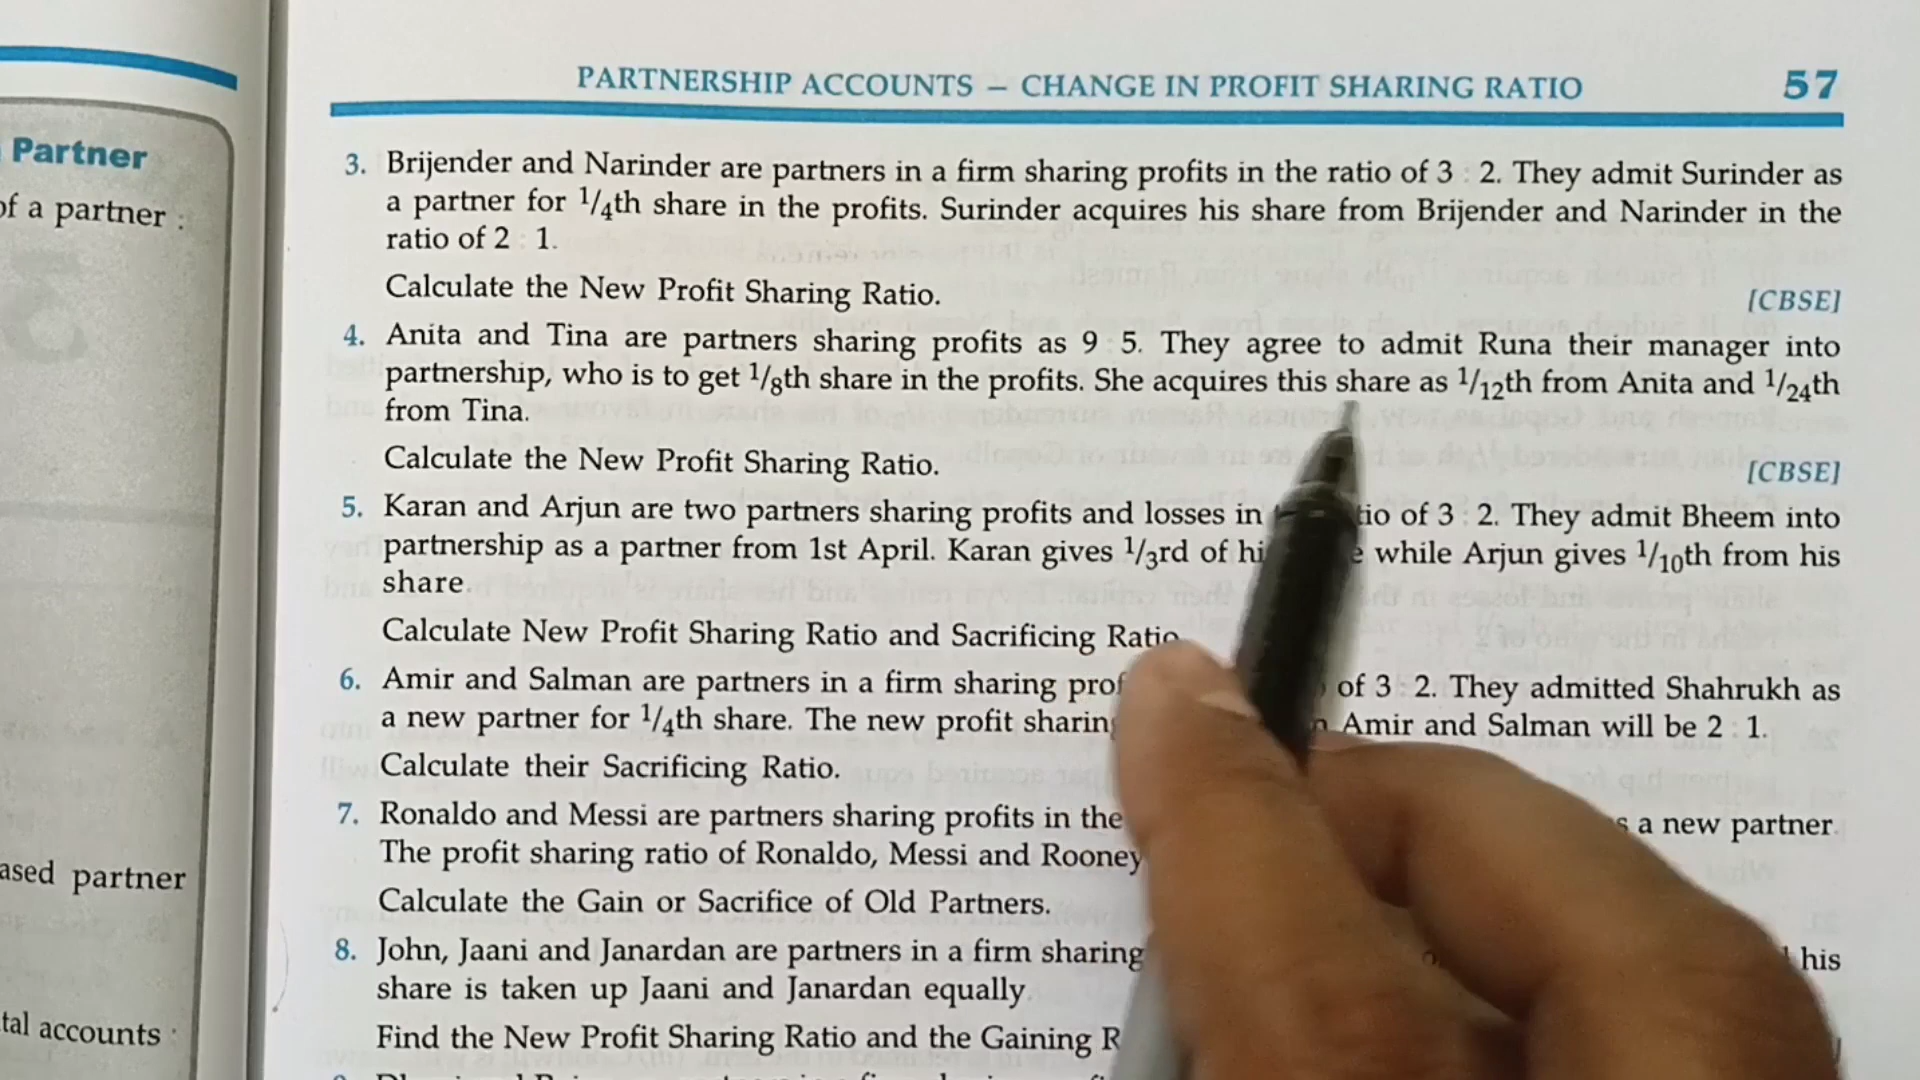 PARTNERSHIP ACCOUNTS – CHANGE IN PROFIT SHARING RATIO 57
Partner
of a partner :
ased partner
tal accounts :
3. Brijender and Narinder are partners in a firm sharing profits in the ratio of 3 : 2. They admit Surinder as
a partner for 1/4th share in the profits. Surinder acquires his share from Brijender and Narinder in the
ratio of 2 : 1.
Calculate the New Profit Sharing Ratio. [CBSE]
4. Anita and Tina are partners sharing profits as 9 : 5. They agree to admit Runa their manager into
partnership, who is to get 1/8th share in the profits. She acquires this share as 1/12th from Anita and 1/24th
from Tina.
Calculate the New Profit Sharing Ratio. [CBSE]
5. Karan and Arjun are two partners sharing profits and losses in tio of 3 : 2. They admit Bheem into
partnership as a partner from 1st April. Karan gives 1/3rd of hi e while Arjun gives 1/10th from his
share.
Calculate New Profit Sharing Ratio and Sacrificing Ratio
6. Amir and Salman are partners in a firm sharing prof of 3 : 2. They admitted Shahrukh as
a new partner for 1/4th share. The new profit sharing n Amir and Salman will be 2 : 1.
Calculate their Sacrificing Ratio.
7. Ronaldo and Messi are partners sharing profits in the s a new partner.
The profit sharing ratio of Ronaldo, Messi and Rooney
Calculate the Gain or Sacrifice of Old Partners.
8. John, Jaani and Janardan are partners in a firm sharing his
share is taken up Jaani and Janardan equally.
Find the New Profit Sharing Ratio and the Gaining R